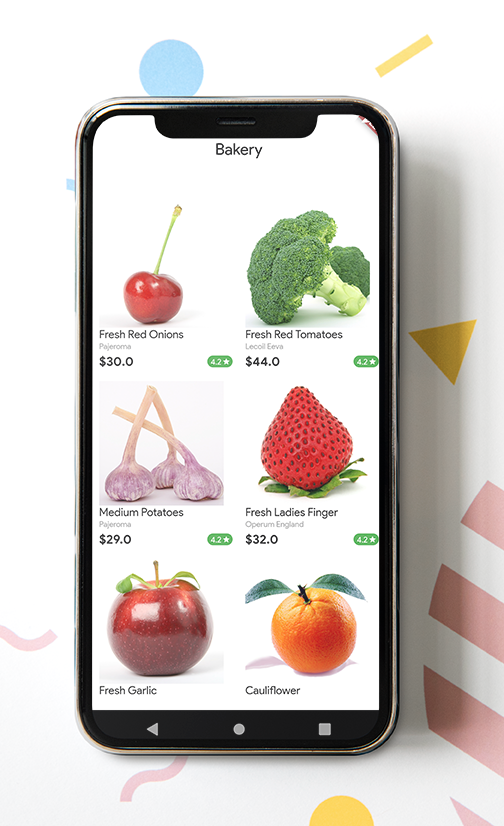 Bakery
Fresh Red Onions
Pajeroma
$30.0
4.2★
Fresh Red Tomatoes
Lecoil Eeva
$44.0
4.2★
Medium Potatoes
Pajeroma
$29.0
4.2★
Fresh Ladies Finger
Operum England
$32.0
4.2★
Fresh Garlic
Cauliflower